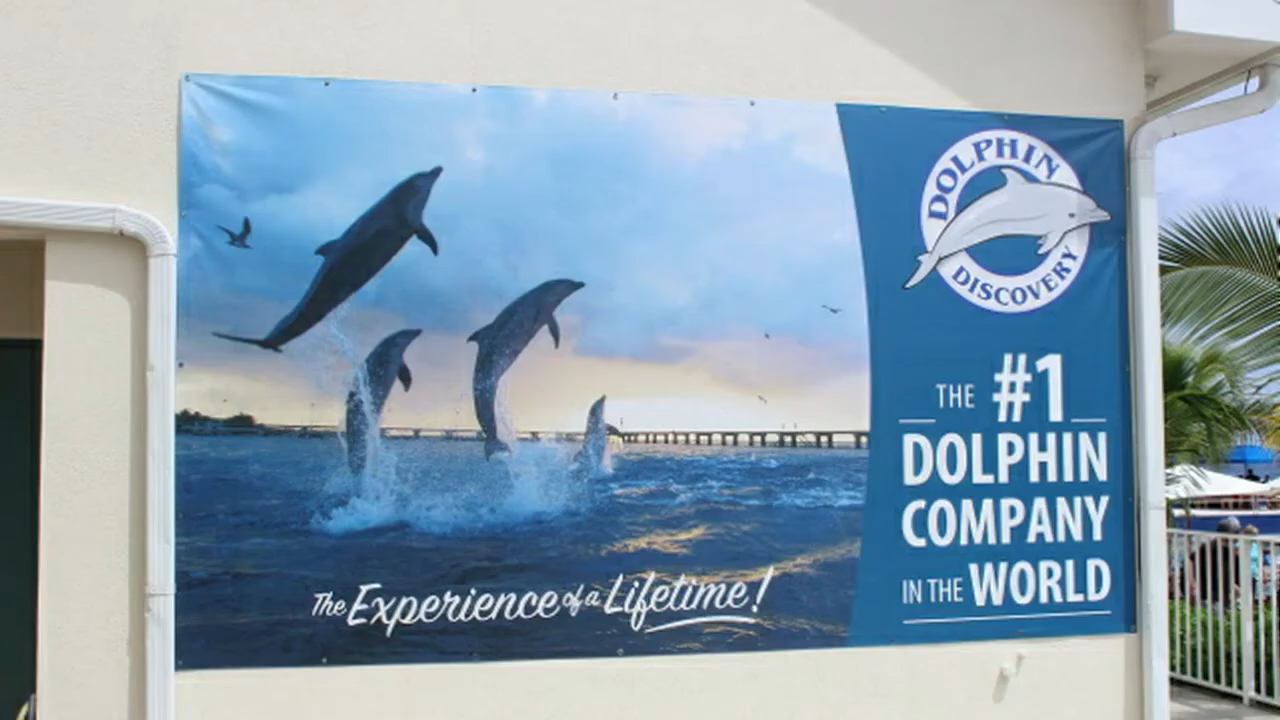 The Experience of a Lifetime!
DOLPHIN
DISCOVERY
THE #1
DOLPHIN
COMPANY
IN THE WORLD